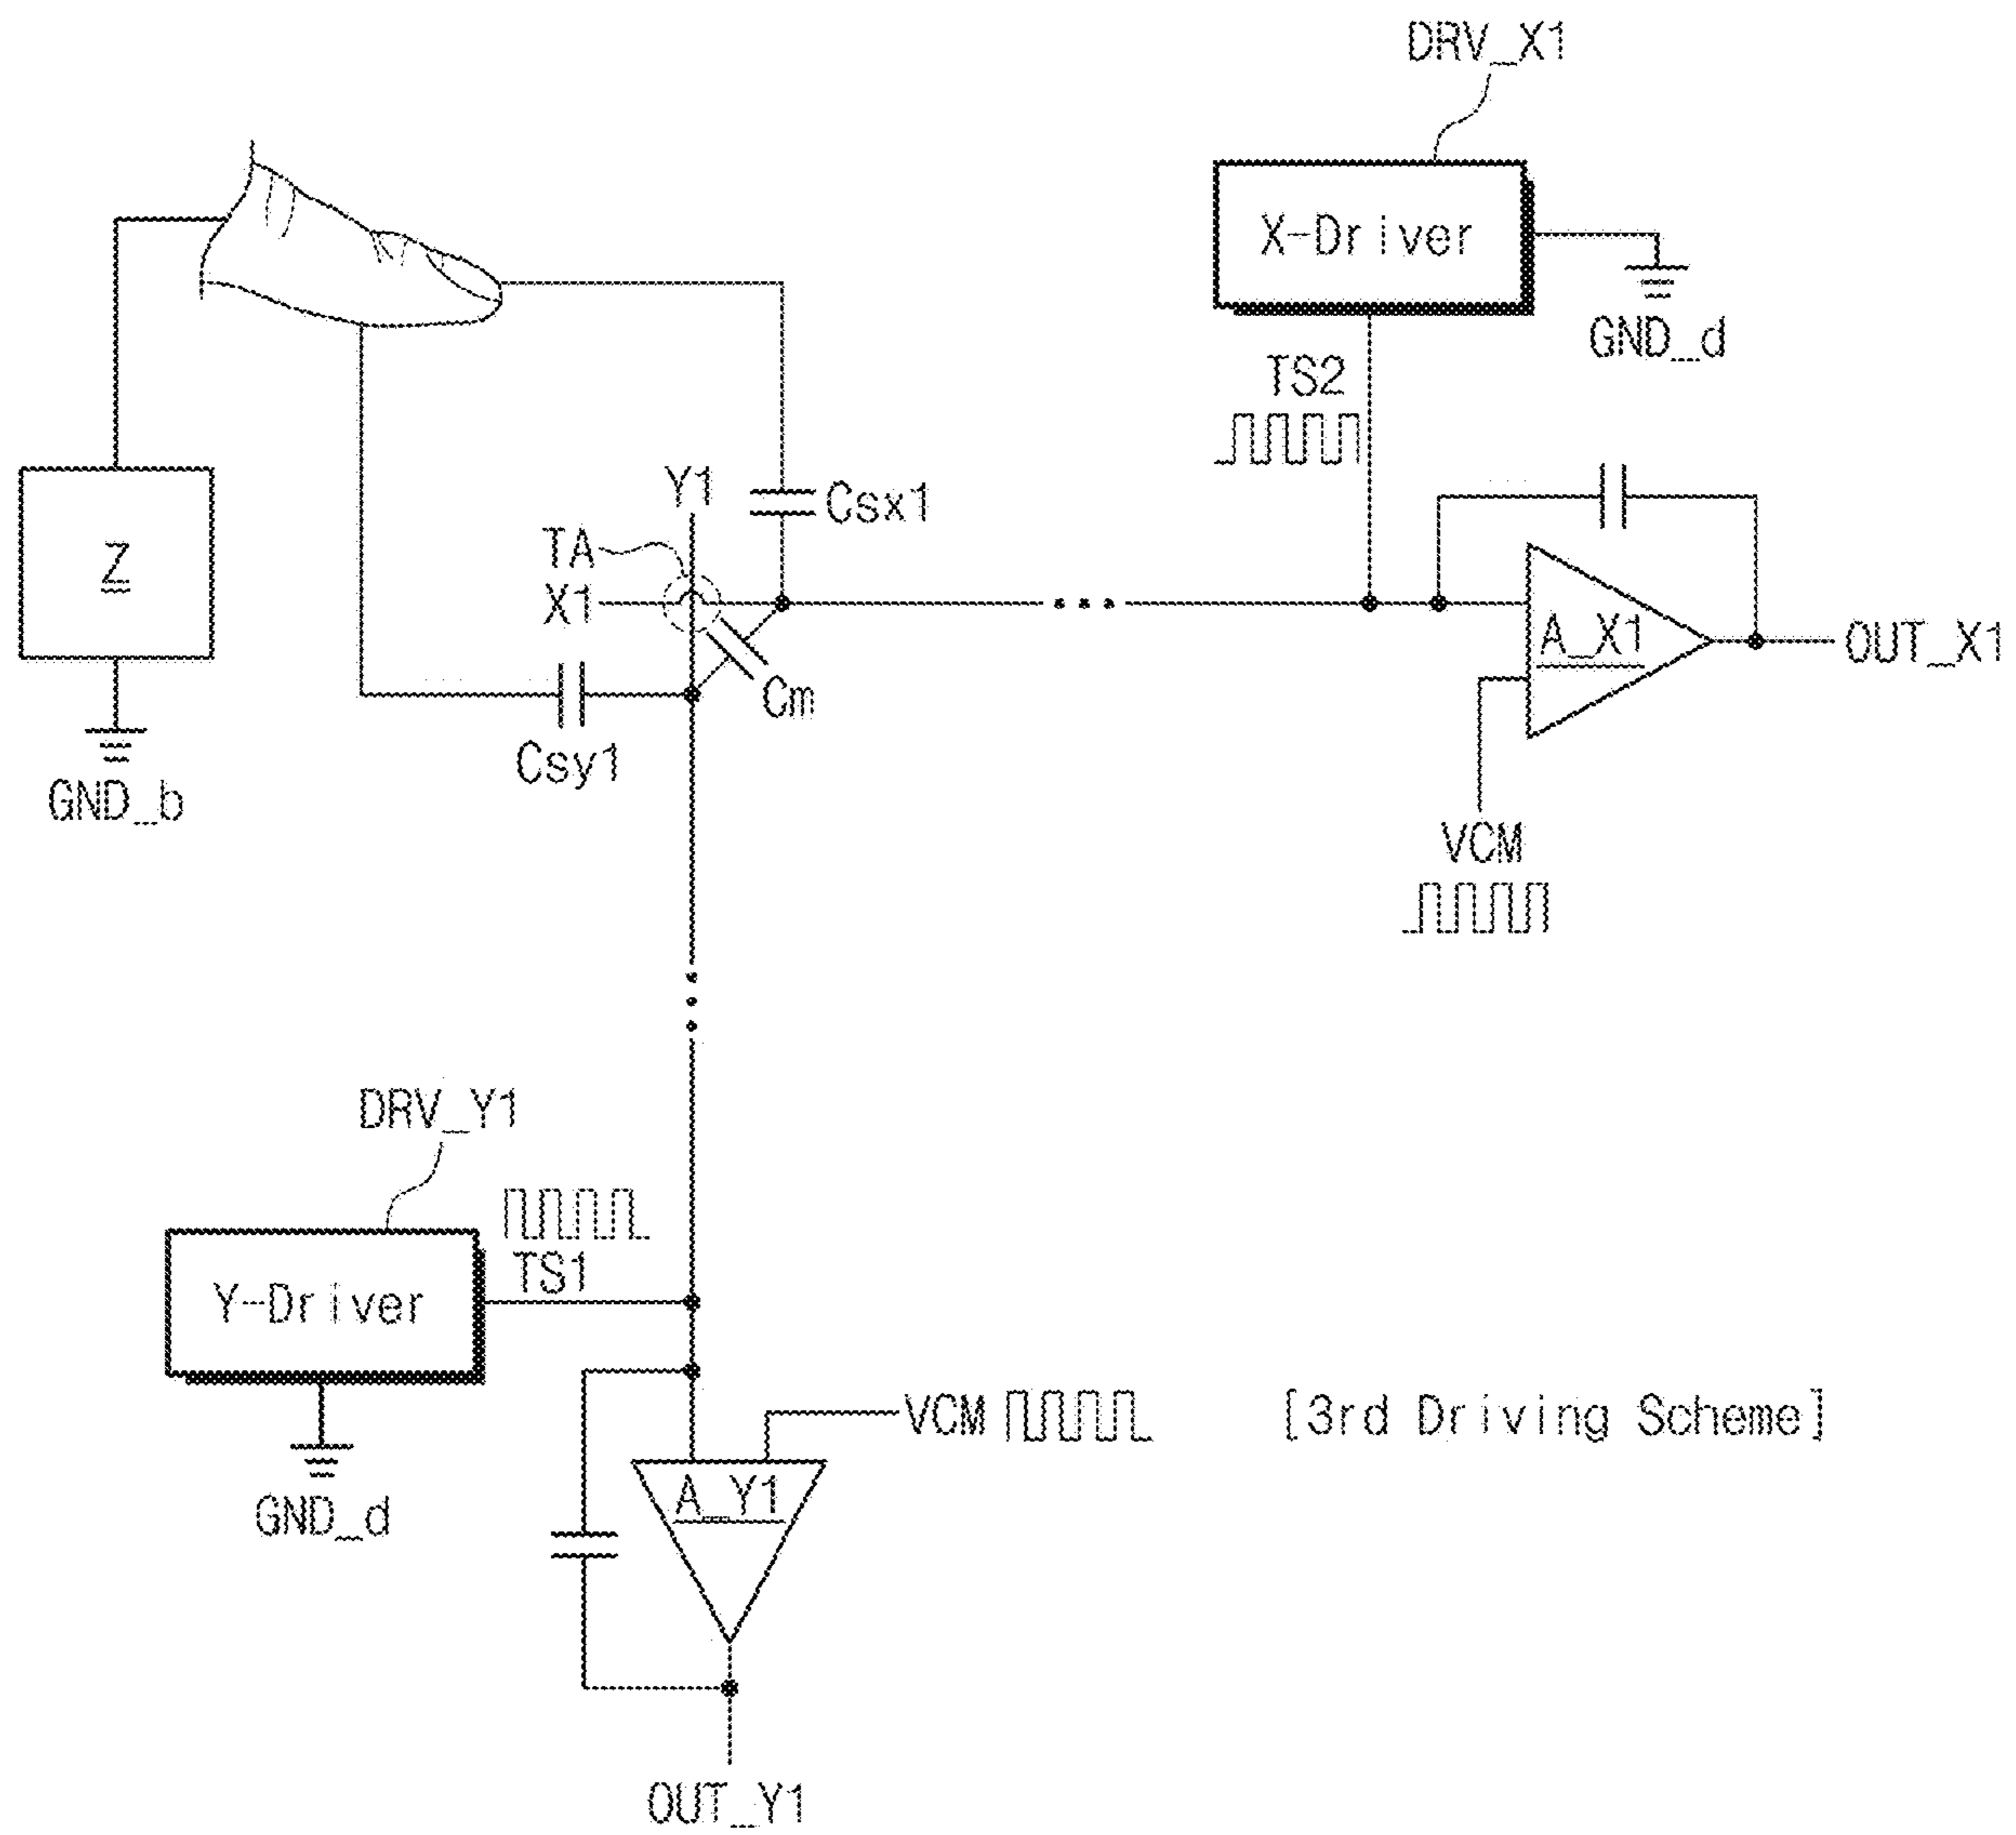 DRV_X1
X-Driver
GND_d
TS2
Y1
Csx1
TA
X1
Z
A_X1
OUT_X1
Cm
Csy1
GND_b
VCM
DRV_Y1
TS1
Y-Driver
VCM
[3rd Driving Scheme]
A_Y1
GND_d
OUT_Y1